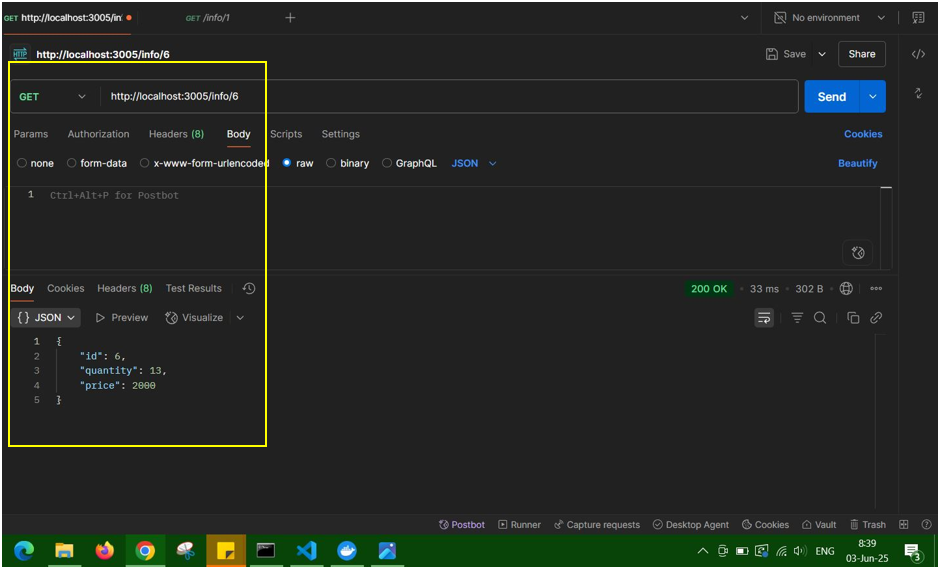 GET http://localhost:3005/in GET /info/1 No environment
HTTP http://localhost:3005/info/6 Save Share
GET http://localhost:3005/info/6 Send
Params Authorization Headers (8) Body Scripts Settings Cookies
none form-data x-www-form-urlencoded raw binary GraphQL JSON Beautify
1 Ctrl+Alt+P for Postbot
Body Cookies Headers (8) Test Results 200 OK • 33 ms • 302 B •
{ } JSON Preview Visualize
1 {
2 "id": 6,
3 "quantity": 13,
4 "price": 2000
5 }
Postbot Runner Capture requests Desktop Agent Cookies Vault Trash
ENG 8:39
03-Jun-25 3